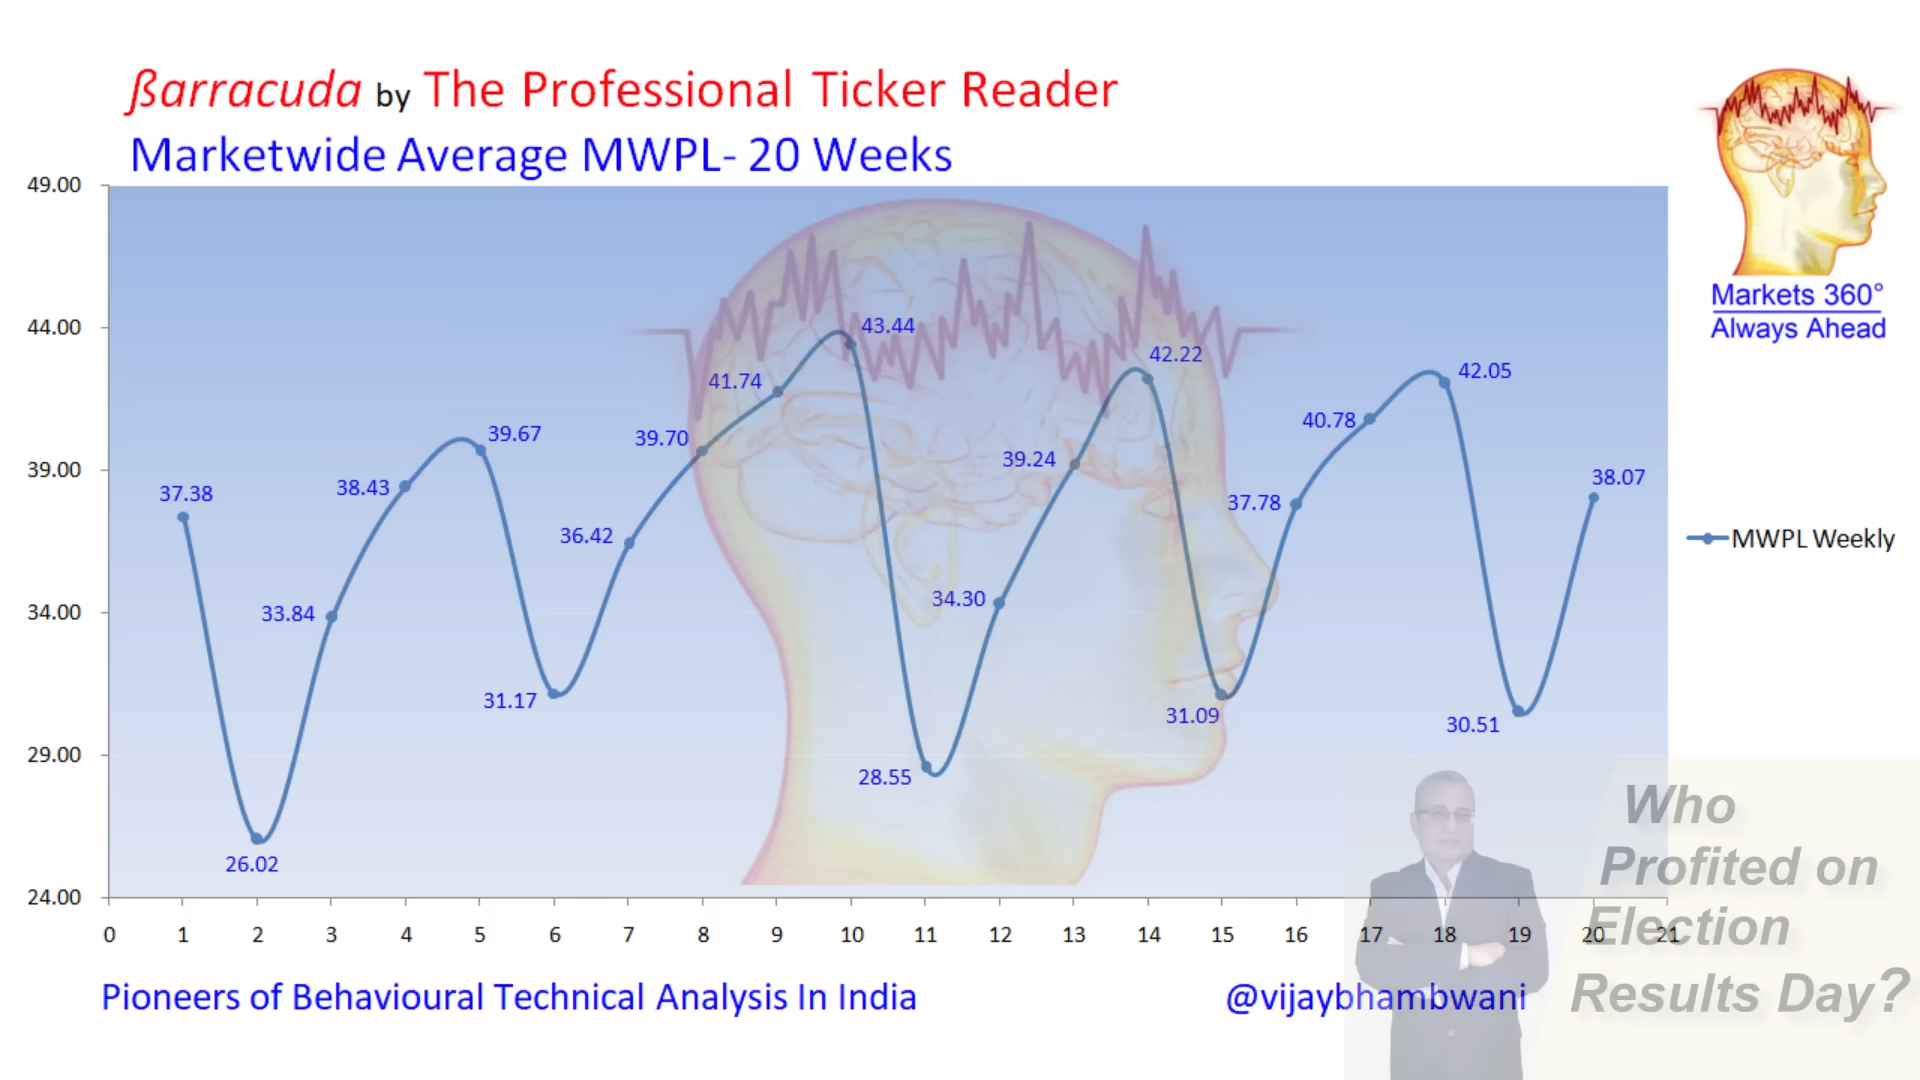 ßarracuda by The Professional Ticker Reader
Marketwide Average MWPL- 20 Weeks
Markets 360°
Always Ahead
49.00
44.00
39.00
34.00
29.00
24.00
37.38
26.02
33.84
38.43
39.67
31.17
36.42
39.70
41.74
43.44
28.55
34.30
39.24
42.22
31.09
37.78
40.78
42.05
30.51
38.07
MWPL Weekly
0 1 2 3 4 5 6 7 8 9 10 11 12 13 14 15 16 17 18 19 20 21
Who
Profited on
Election
Results Day?
Pioneers of Behavioural Technical Analysis In India
@vijaybhambwani